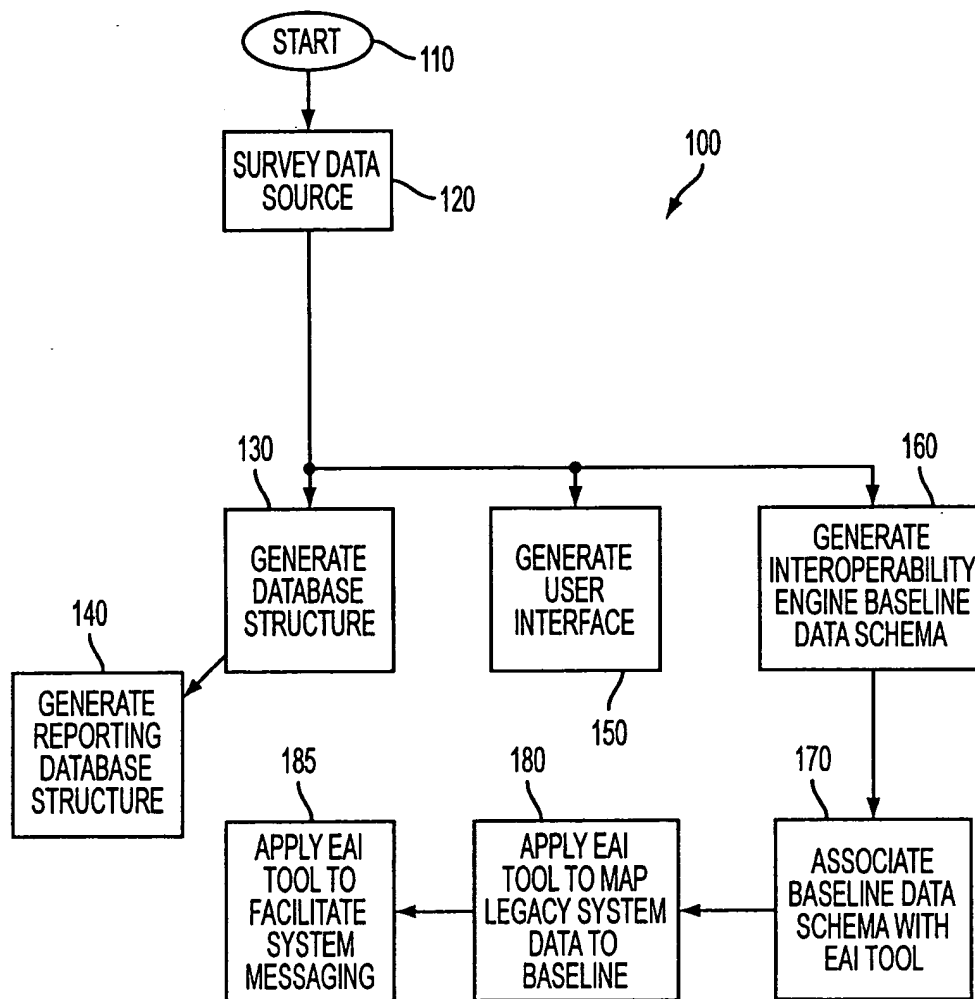 START
110
100
SURVEY DATA
SOURCE
120
130
160
GENERATE
DATABASE
STRUCTURE
GENERATE
USER
INTERFACE
GENERATE
INTEROPERABILITY
ENGINE BASELINE
DATA SCHEMA
140
150
GENERATE
REPORTING
DATABASE
STRUCTURE
185
180
170
APPLY EAI
TOOL TO
FACILITATE
SYSTEM
MESSAGING
APPLY EAI
TOOL TO MAP
LEGACY SYSTEM
DATA TO
BASELINE
ASSOCIATE
BASELINE DATA
SCHEMA WITH
EAI TOOL